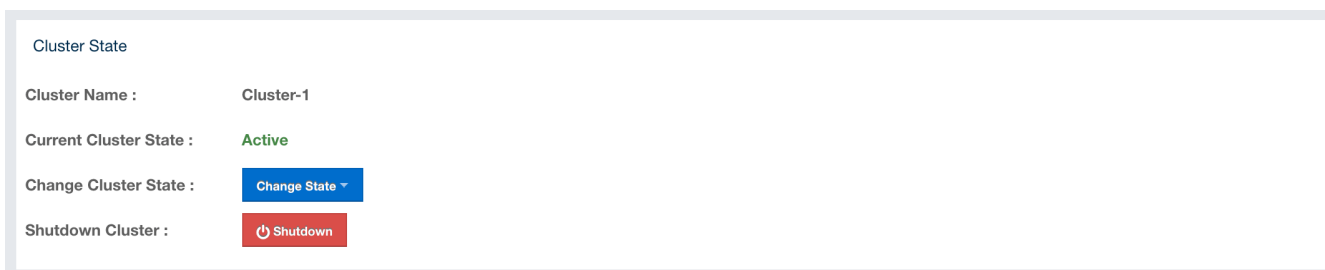 Cluster State
Cluster Name : Cluster-1
Current Cluster State : Active
Change Cluster State : Change State
Shutdown Cluster : Shutdown